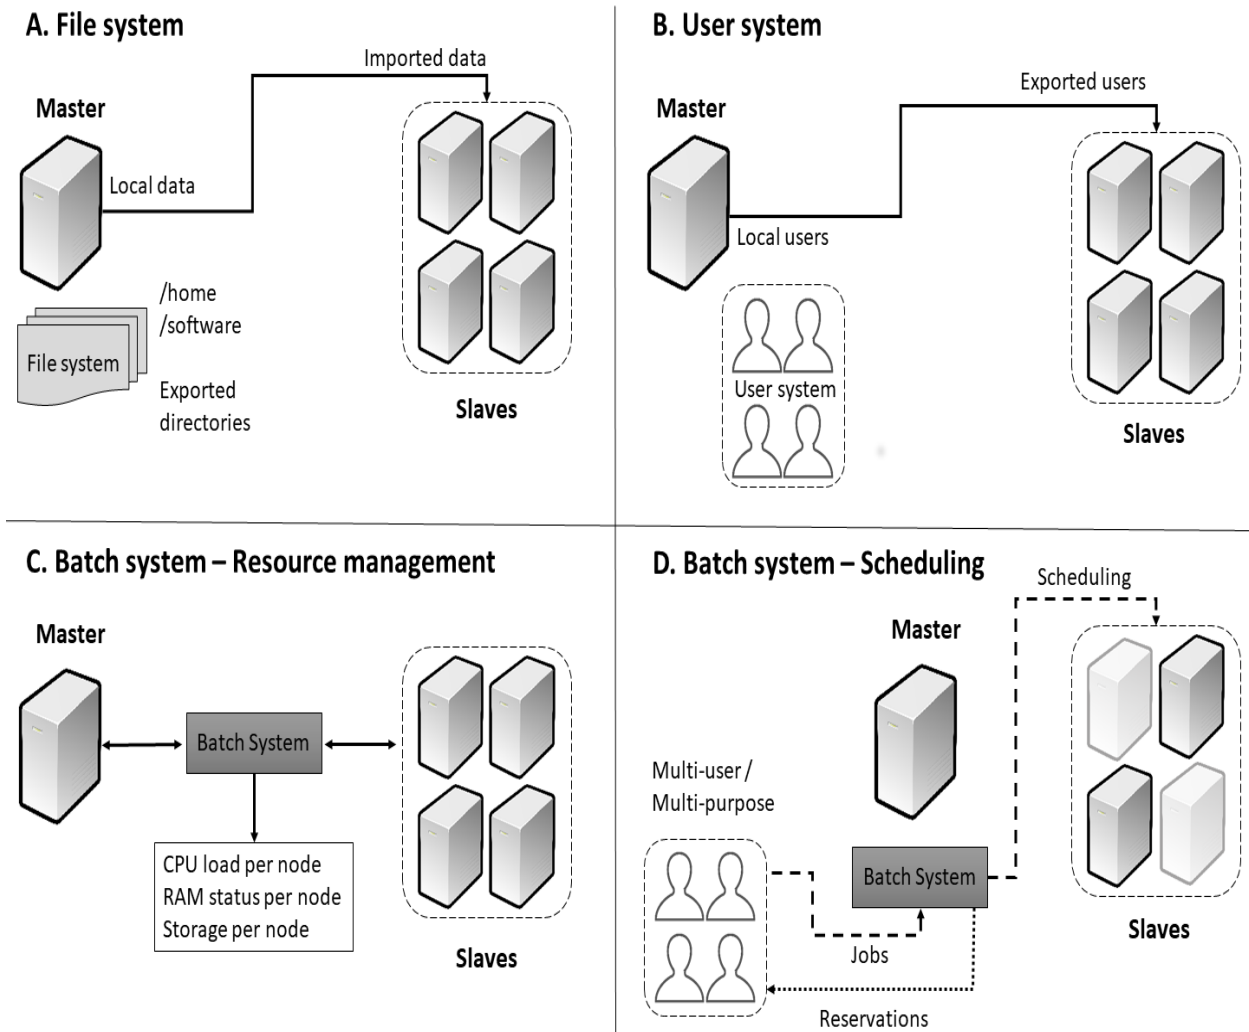 A. File system
Imported data
Master
Local data
/home
/software
File system
Exported
directories
Slaves
B. User system
Exported users
Master
Local users
User system
Slaves
C. Batch system – Resource management
Master
Batch System
CPU load per node
RAM status per node
Storage per node
Slaves
D. Batch system – Scheduling
Scheduling
Master
Multi-user /
Multi-purpose
Batch System
Jobs
Slaves
Reservations